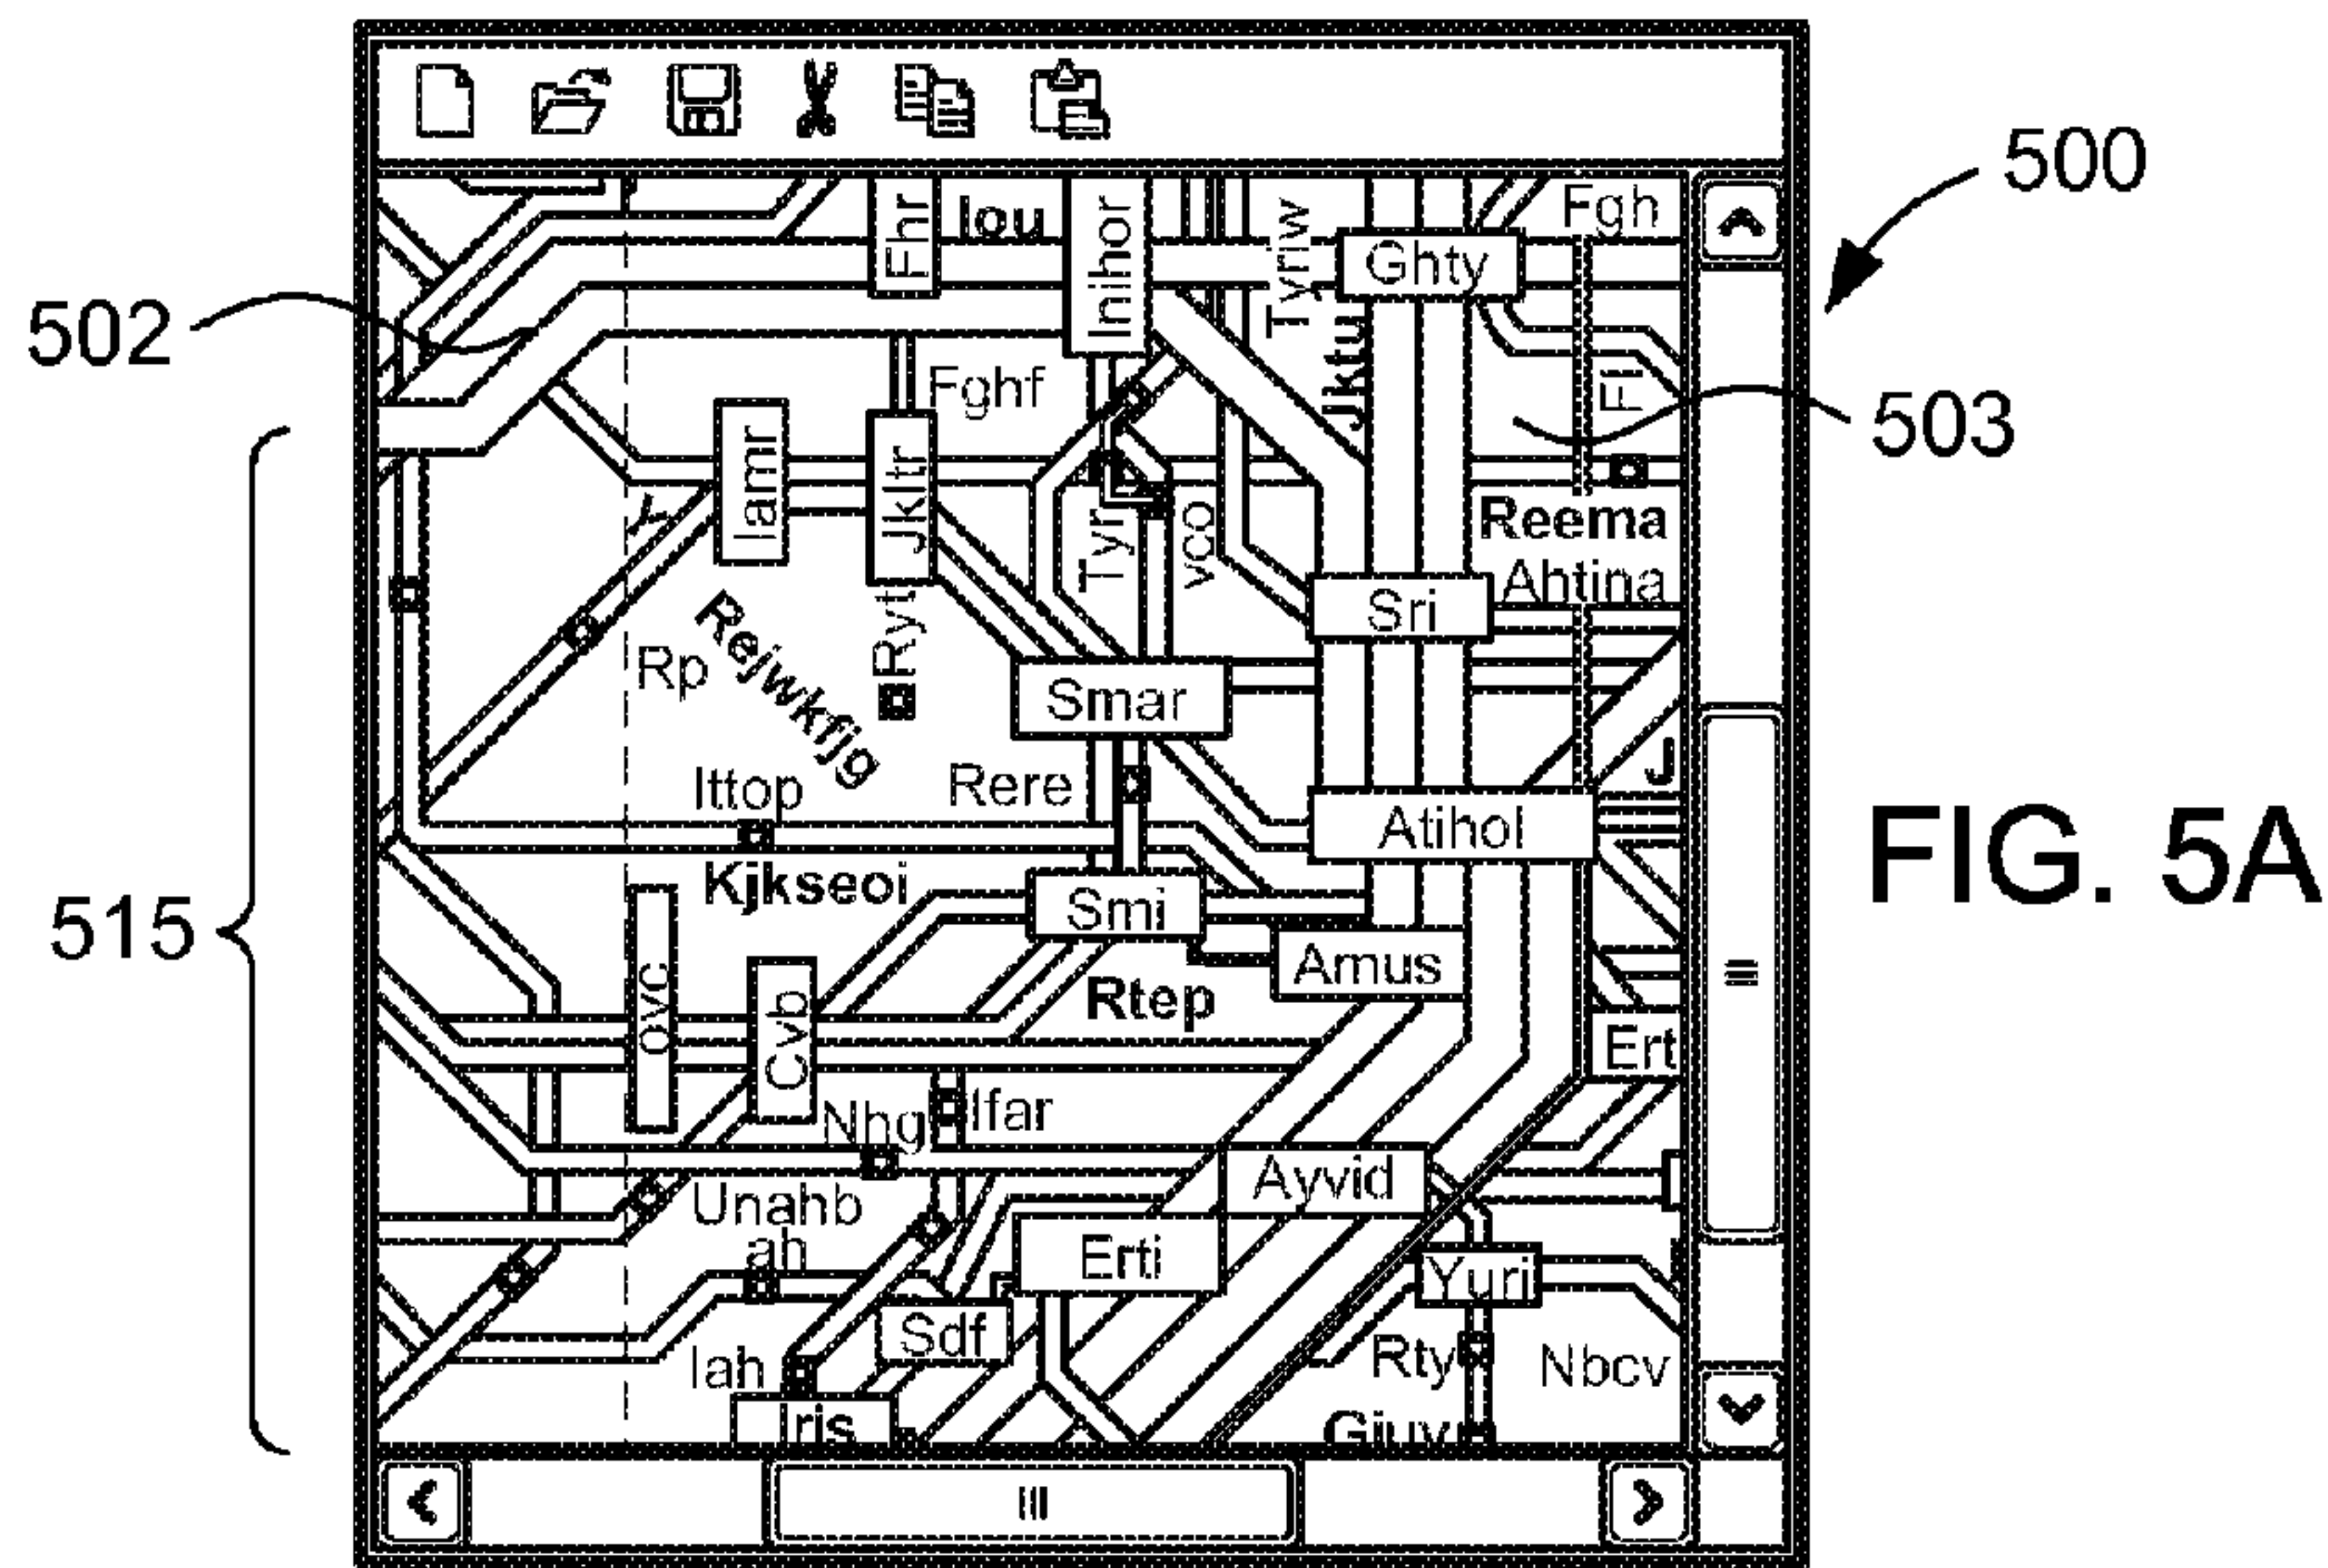 500
Fgh
Fhr
Iou
Inihor
Tyriw
Ghty
502
Jktu
Fghf
Fi
503
Iamr
Jkltr
Y
Tyr
vco
Reema
Ahtina
Sri
Ryt
Rp
Rejwkfjg
Smar
J
Ittop
Rere
Atihol
FIG. 5A
Kjkseoi
515
Smi
Amus
ovc
Cvb
Rtep
Ert
Nhg
Ifar
Ayvid
Unahb
ah
Erti
Yuri
Sdf
Iah
Rty
Nbcv
Iris
Giuv